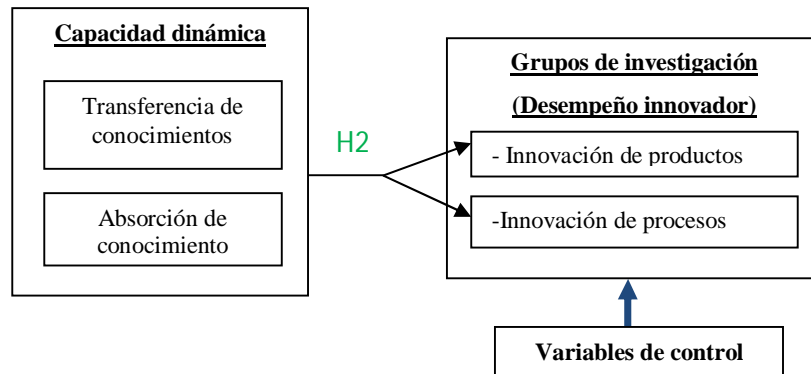 Capacidad dinámica
Transferencia de
conocimientos
Absorción de
conocimiento
H2
Grupos de investigación
(Desempeño innovador)
- Innovación de productos
-Innovación de procesos
Variables de control